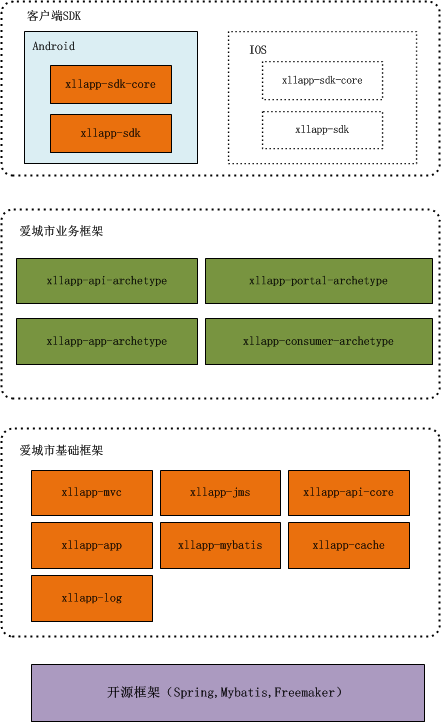 客户端SDK
Android
IOS
xllapp-sdk-core
xllapp-sdk-core
xllapp-sdk
xllapp-sdk
爱城市业务框架
xllapp-api-archetype
xllapp-portal-archetype
xllapp-app-archetype
xllapp-consumer-archetype
爱城市基础框架
xllapp-mvc
xllapp-jms
xllapp-api-core
xllapp-app
xllapp-mybatis
xllapp-cache
xllapp-log
开源框架（Spring,Mybatis,Freemaker）